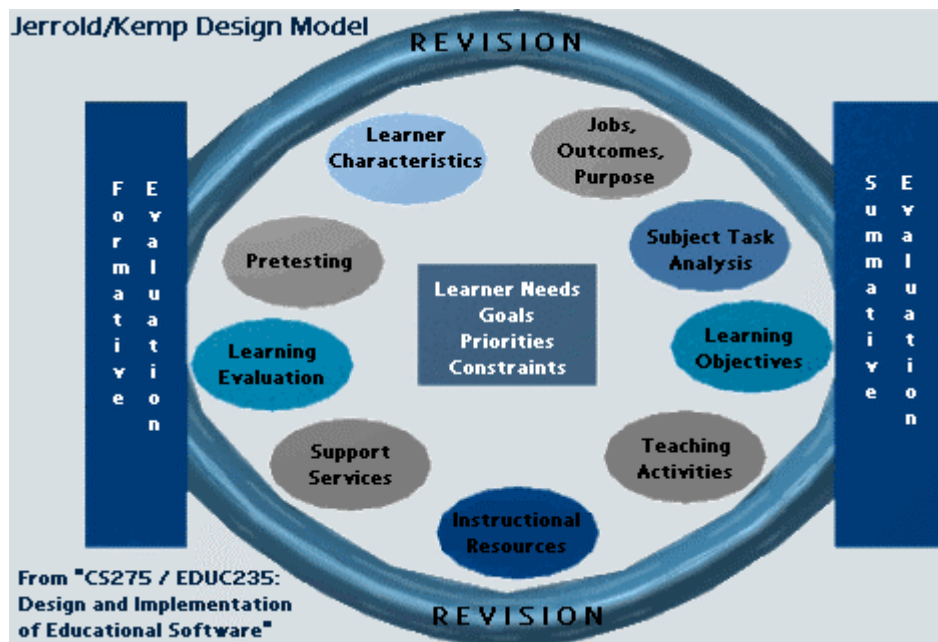 Jerrold/Kemp Design Model
REVISION
Formative
Evaluation
Learner
Characteristics
Jobs,
Outcomes,
Purpose
Pretesting
Subject Task
Analysis
Learner Needs
Goals
Priorities
Constraints
Learning
Evaluation
Learning
Objectives
Support
Services
Teaching
Activities
Instructional
Resources
Summative
Evaluation
From "CS275 / EDUC235:
Design and Implementation
of Educational Software"
REVISION